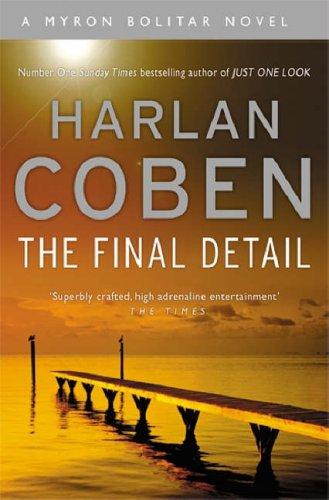 A MYRON BOLITAR NOVEL
Number One Sunday Times bestselling author of JUST ONE LOOK
HARLAN
COBEN
THE FINAL DETAIL
'Superbly crafted, high adrenaline entertainment'
THE TIMES